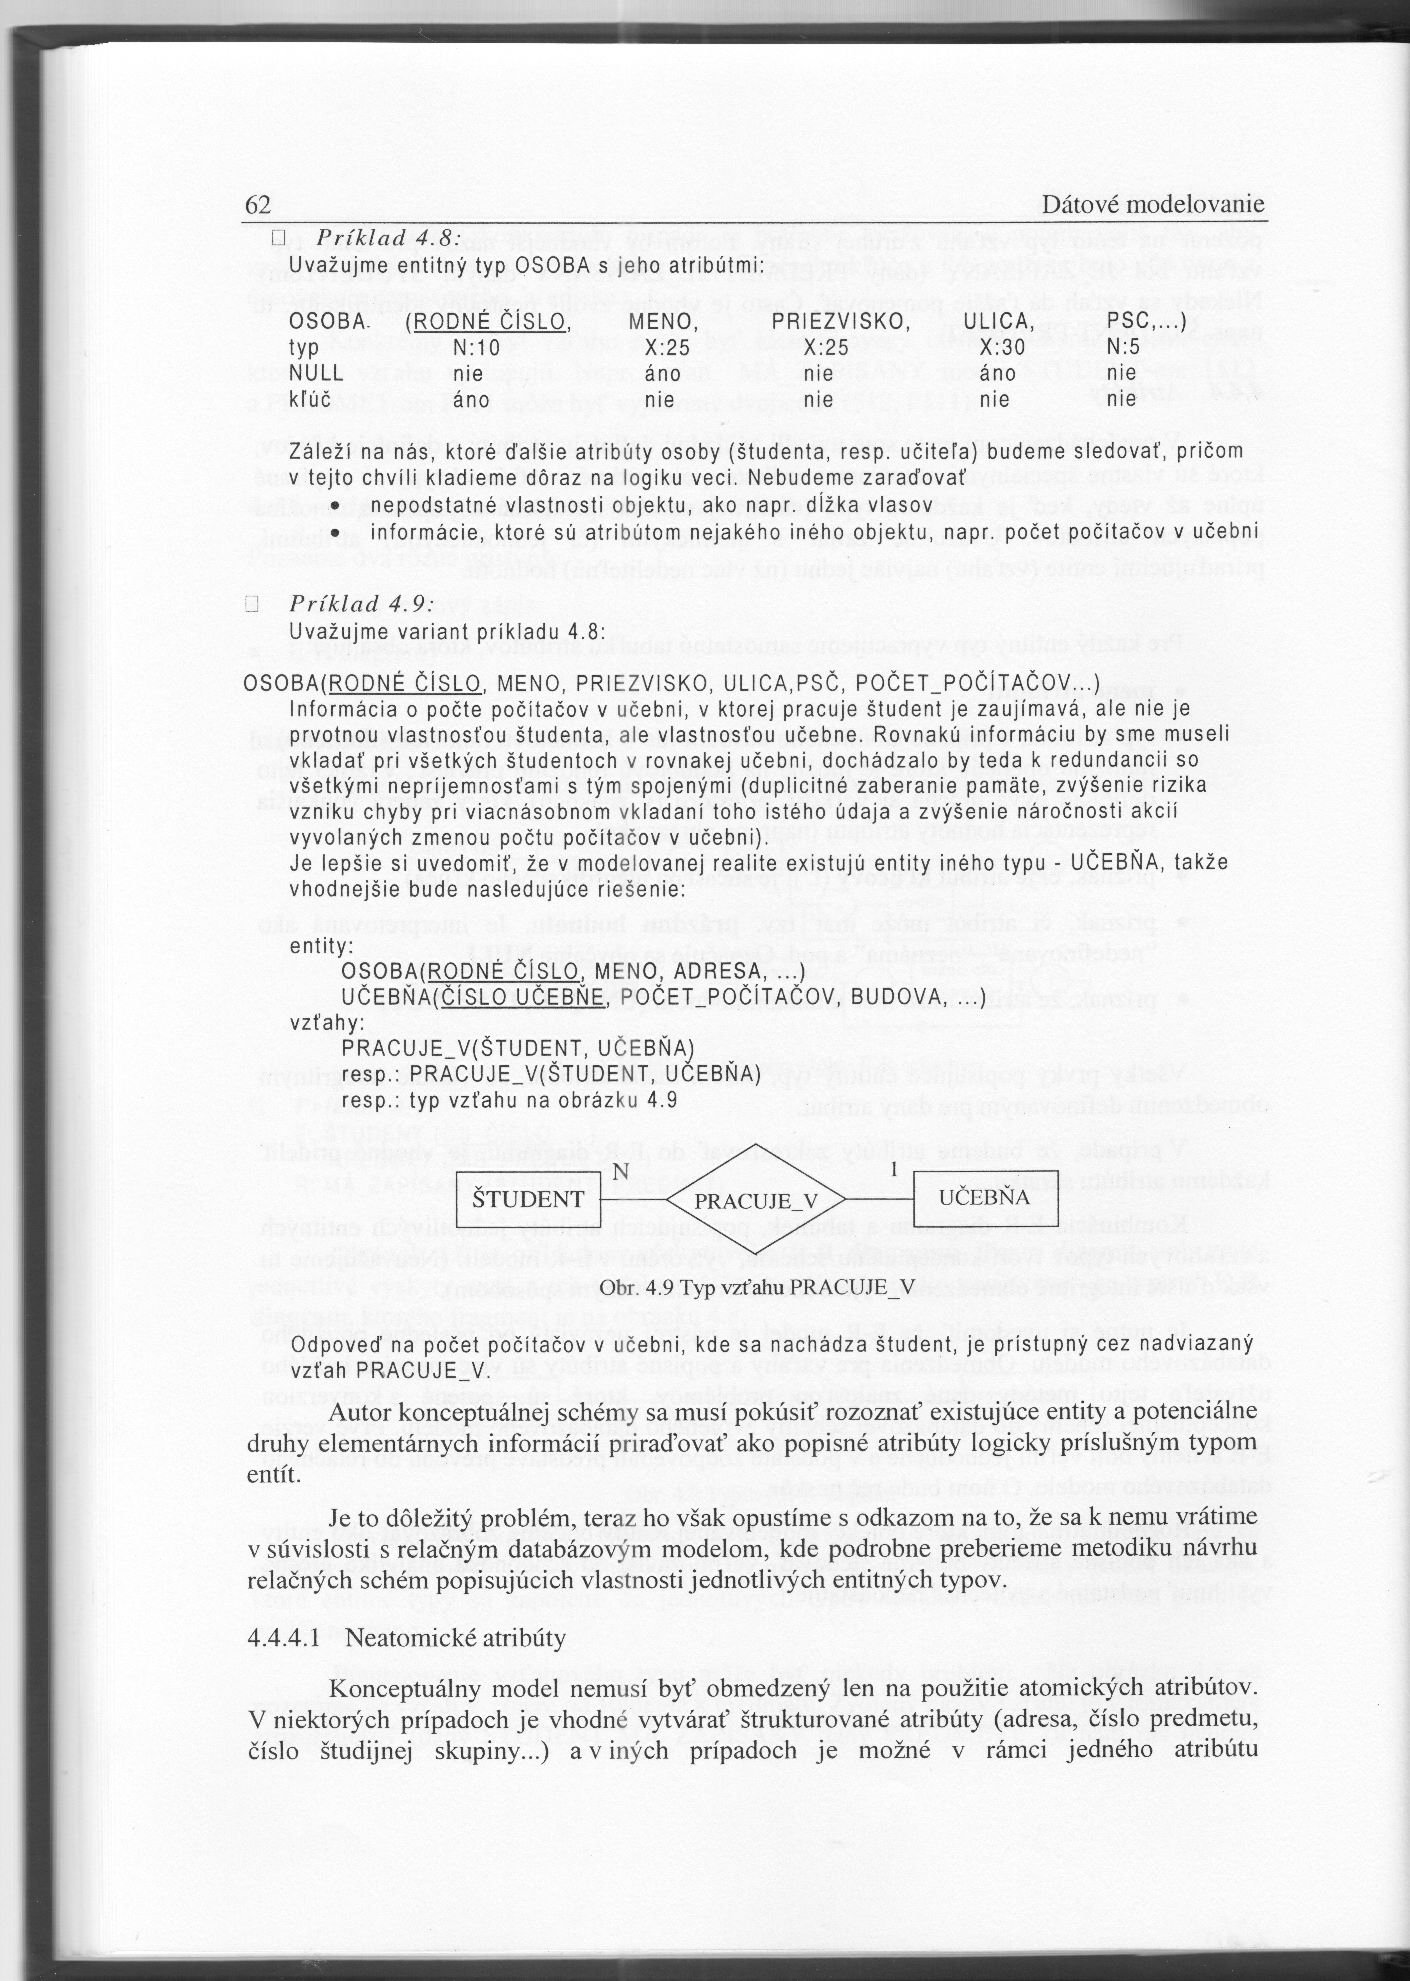 62 Dátové modelovanie
□ Príklad 4.8:
Uvažujme entitný typ OSOBA s jeho atribútmi:
OSOBA (RODNÉ ČÍSLO, MENO, PRIEZVISKO, ULICA, PSC,...)
typ N:10 X:25 X:25 X:30 N:5
NULL nie áno nie áno nie
kľúč áno nie nie nie nie
Záleží na nás, ktoré ďalšie atribúty osoby (študenta, resp. učiteľa) budeme sledovať, pričom
v tejto chvíli kladieme dôraz na logiku veci. Nebudeme zaraďovať
• nepodstatné vlastnosti objektu, ako napr. dĺžka vlasov
• informácie, ktoré sú atribútom nejakého iného objektu, napr. počet počítačov v učebni
□ Príklad 4.9:
Uvažujme variant príkladu 4.8:
OSOBA(RODNÉ ČÍSLO, MENO, PRIEZVISKO, ULICA,PSČ, POČET_POČÍTAČOV...)
Informácia o počte počítačov v učebni, v ktorej pracuje študent je zaujímavá, ale nie je
prvotnou vlastnosťou študenta, ale vlastnosťou učebne. Rovnakú informáciu by sme museli
vkladať pri všetkých študentoch v rovnakej učebni, dochádzalo by teda k redundancii so
všetkými neprijemnosťami s tým spojenými (duplicitné zaberanie pamäte, zvýšenie rizika
vzniku chyby pri viacnásobnom vkladaní toho istého údaja a zvýšenie náročnosti akcií
vyvolaných zmenou počtu počítačov v učebni).
Je lepšie si uvedomiť, že v modelovanej realite existujú entity iného typu - UČEBŇA, takže
vhodnejšie bude nasledujúce riešenie:
entity:
OSOBA(RODNÉ ČÍSLO, MENO, ADRESA, ...)
UČEBŇA(ČÍSLO UČEBŇE, POČET_POČÍTAČOV, BUDOVA, ...)
vzťahy:
PRACUJE_V(ŠTUDENT, UČEBŇA)
resp.: PRACUJE_V(ŠTUDENT, UČEBŇA)
resp.: typ vzťahu na obrázku 4.9
ŠTUDENT N PRACUJE_V 1 UČEBŇA
Obr. 4.9 Typ vzťahu PRACUJE_V
Odpoveď na počet počítačov v učebni, kde sa nachádza študent, je prístupný cez nadviazaný
vzťah PRACUJE_V.
Autor konceptuálnej schémy sa musí pokúsiť rozoznať existujúce entity a potenciálne
druhy elementárnych informácií priraďovať ako popisné atribúty logicky príslušným typom
entít.
Je to dôležitý problém, teraz ho však opustíme s odkazom na to, že sa k nemu vrátime
v súvislosti s relačným databázovým modelom, kde podrobne preberieme metodiku návrhu
relačných schém popisujúcich vlastnosti jednotlivých entitných typov.
4.4.4.1 Neatomické atribúty
Konceptuálny model nemusí byť obmedzený len na použitie atomických atribútov.
V niektorých prípadoch je vhodné vytvárať štrukturované atribúty (adresa, číslo predmetu,
číslo študijnej skupiny...) a v iných prípadoch je možné v rámci jedného atribútu